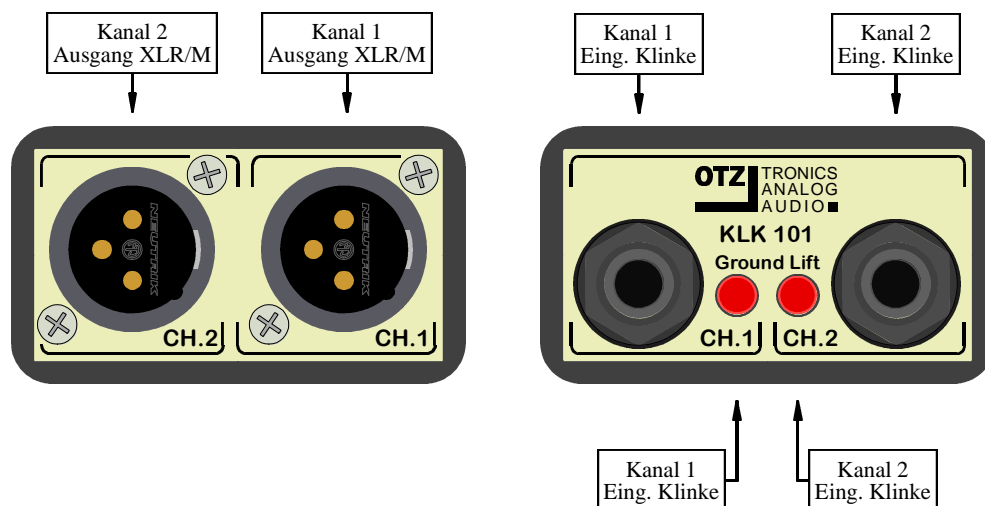 Kanal 2
Ausgang XLR/M
Kanal 1
Ausgang XLR/M
Kanal 1
Eing. Klinke
Kanal 2
Eing. Klinke
NEUTRIK
CH.2
NEUTRIK
CH.1
OTZ TRONICS
ANALOG
AUDIO
KLK 101
Ground Lift
CH.1
CH.2
Kanal 1
Eing. Klinke
Kanal 2
Eing. Klinke